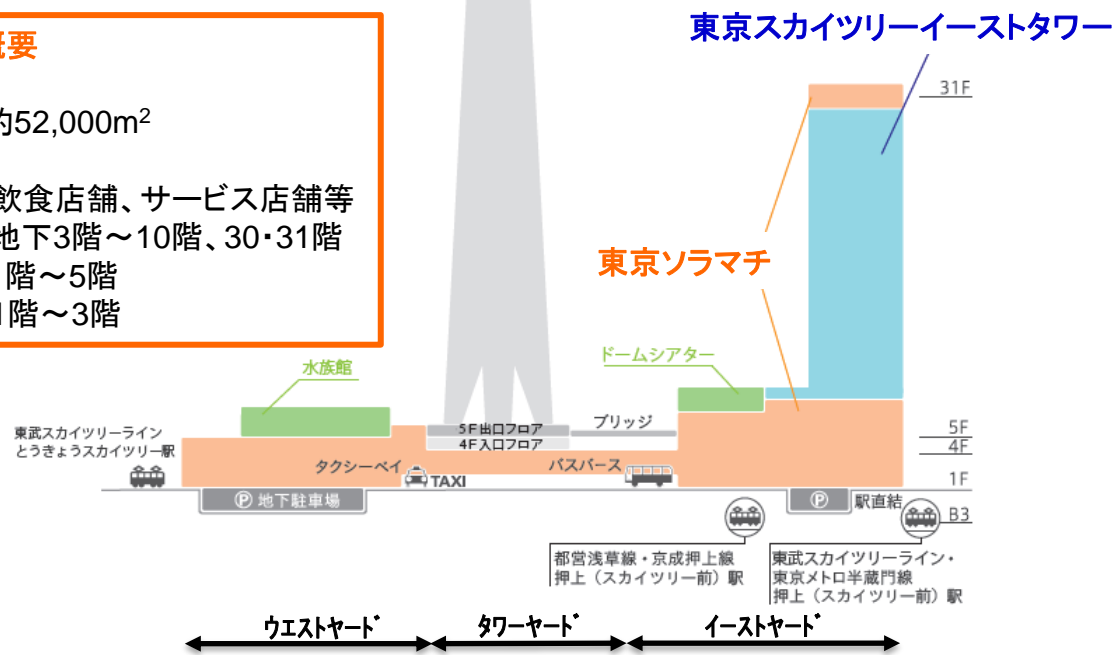 東京スカイツリーイーストタワー
概要
約52,000m2
飲食店舗、サービス店舗等
地下3階～10階、30・31階
階～5階
1階～3階
31F
東京ソラマチ
水族館
ドームシアター
東武スカイツリーライン
とうきょうスカイツリー駅
5F出口フロア
4F入口フロア
ブリッジ
5F
4F
タクシーベイ
TAXI
バスバース
1F
P 地下駐車場
P
駅直結
B3
都営浅草線・京成押上線
押上（スカイツリー前）駅
東武スカイツリーライン・
東京メトロ半蔵門線
押上（スカイツリー前）駅
ウエストヤード
タワーヤード
イーストヤード